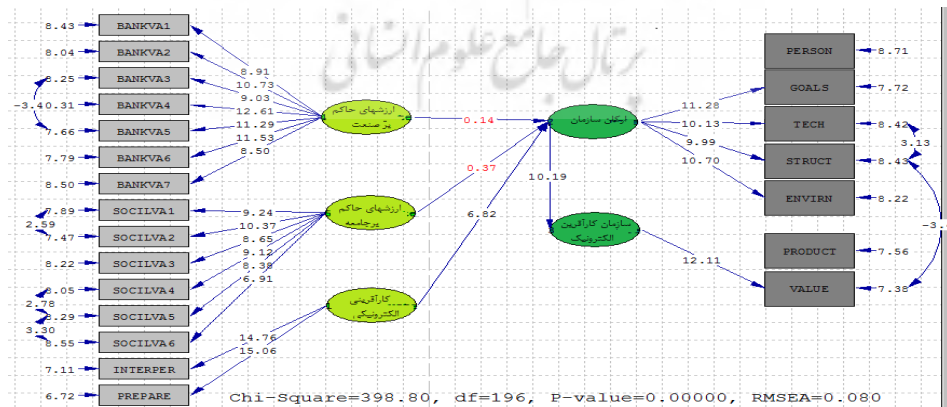 پرتال جامع علوم انسانی
8.43
BANKVA1
8.04
BANKVA2
8.25
BANKVA3
-3.40.31
BANKVA4
7.66
BANKVA5
7.79
BANKVA6
8.50
BANKVA7
7.89
SOCILVA1
2.59
7.47
SOCILVA2
8.22
SOCILVA3
8.05
SOCILVA4
2.78
8.29
SOCILVA5
3.30
8.55
SOCILVA6
7.11
INTERPER
6.72
PREPARE
8.91
10.73
9.03
12.61
11.29
11.53
8.50
9.24
10.37
8.65
9.12
8.38
6.91
14.76
15.06
ارزشهای حاکم
بر صنعت
ارزشهای حاکم
برجامعه
کارآفرینی
الکترونیکی
0.14
0.37
6.82
ارکان سازمان
10.19
سازمان کارآفرین
الکترونیک
11.28
10.13
9.99
10.70
12.11
PERSON
8.71
GOALS
7.72
TECH
8.42
3.13
STRUCT
8.43
ENVIRN
8.22
-3.
PRODUCT
7.56
VALUE
7.38
Chi-Square=398.80, df=196, P-value=0.00000, RMSEA=0.080